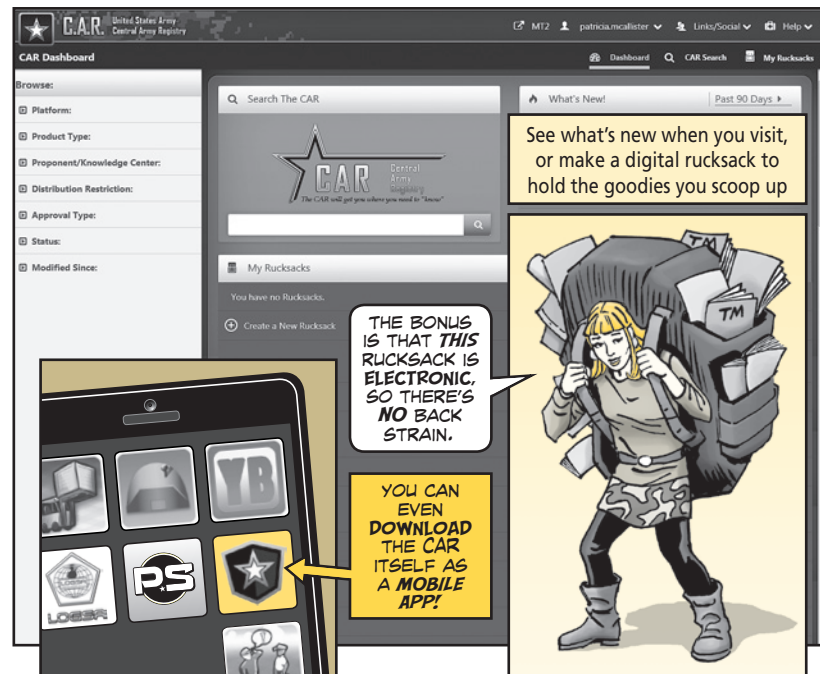 C.A.R. United States Army
Central Army Registry
MT2 patricia.mcallister Links/Social Help
CAR Dashboard
Dashboard CAR Search My Rucksacks
Browse:
Platform:
Product Type:
Proponent/Knowledge Center:
Distribution Restriction:
Approval Type:
Status:
Modified Since:
Search The CAR
CAR Central
Army
Registry
The CAR will get you where you need to "know"
My Rucksacks
You have no Rucksacks.
Create a New Rucksack
What's New! Past 90 Days
See what's new when you visit,
or make a digital rucksack to
hold the goodies you scoop up
TM
TM
THE BONUS
IS THAT THIS
RUCKSACK IS
ELECTRONIC,
SO THERE'S
NO BACK
STRAIN.
YOU CAN
EVEN
DOWNLOAD
THE CAR
ITSELF AS
A MOBILE
APP!
YB
LOGSA
PS